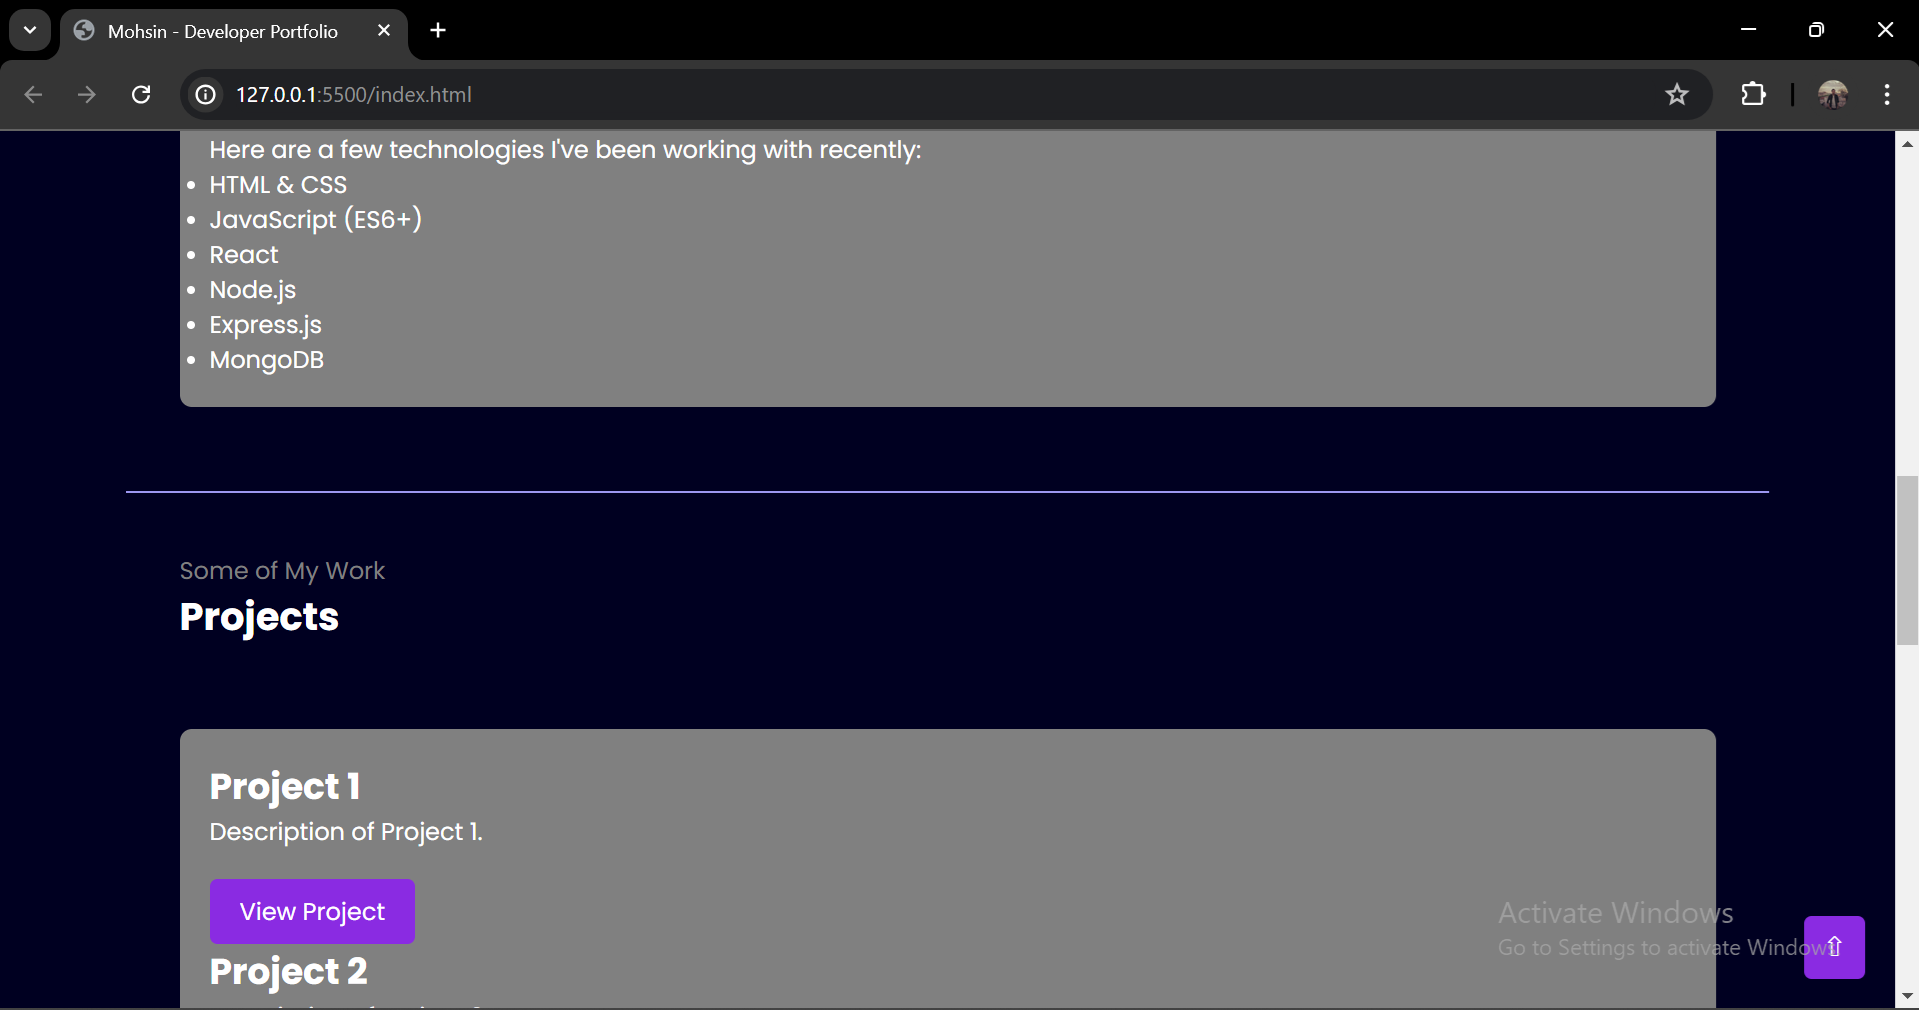 Mohsin - Developer Portfolio
127.0.0.1:5500/index.html
Here are a few technologies I've been working with recently:
• HTML & CSS
• JavaScript (ES6+)
• React
• Node.js
• Express.js
• MongoDB
Some of My Work
Projects
Project 1
Description of Project 1.
View Project
Activate Windows
Go to Settings to activate Windows
Project 2